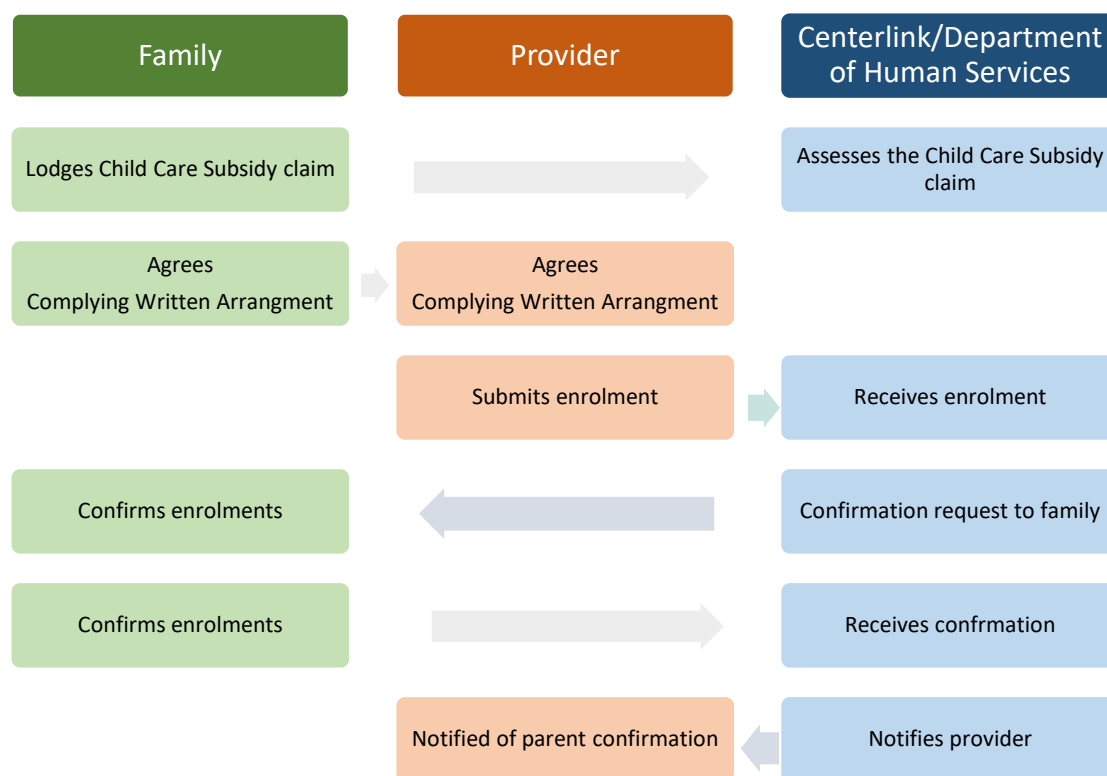 Family
Provider
Centerlink/Department
of Human Services
Lodges Child Care Subsidy claim
Assesses the Child Care Subsidy
claim
Agrees
Complying Written Arrangment
Agrees
Complying Written Arrangment
Submits enrolment
Receives enrolment
Confirms enrolments
Confirmation request to family
Confirms enrolments
Receives confrmation
Notified of parent confirmation
Notifies provider